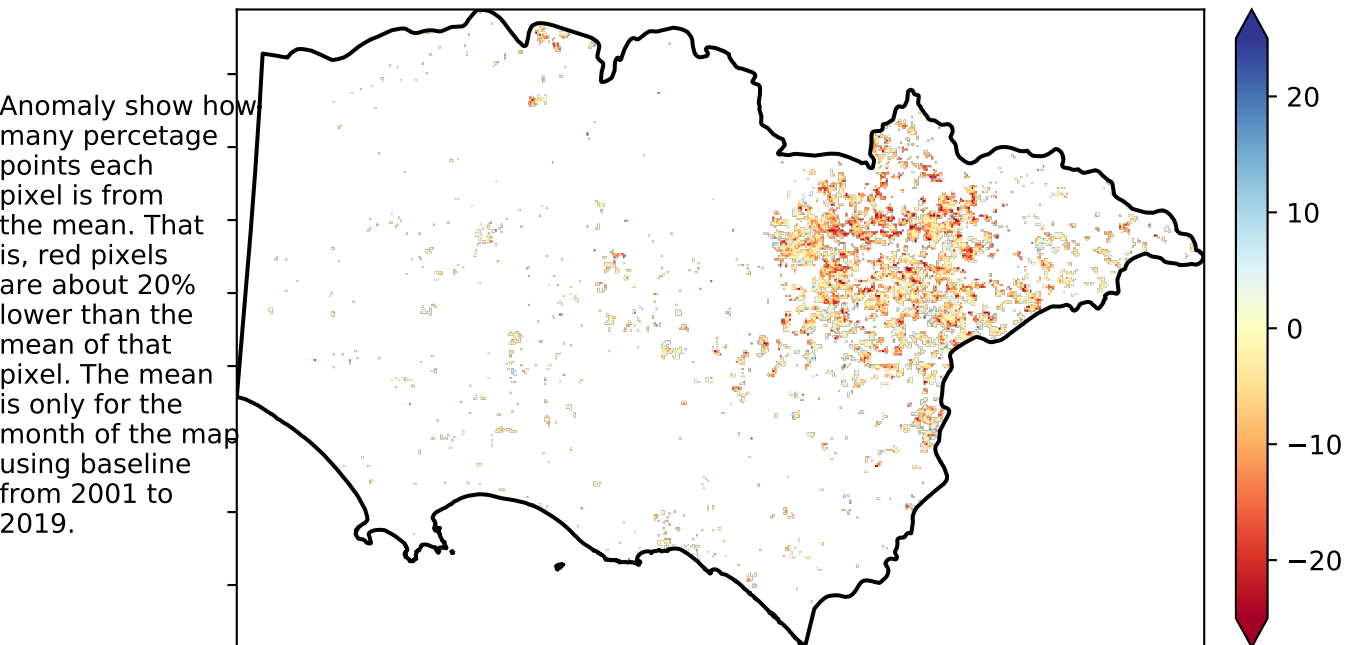 Anomaly show how
many percetage
points each
pixel is from
the mean. That
is, red pixels
are about 20%
lower than the
mean of that
pixel. The mean
is only for the
month of the map
using baseline
from 2001 to
2019.
20
10
0
−10
−20